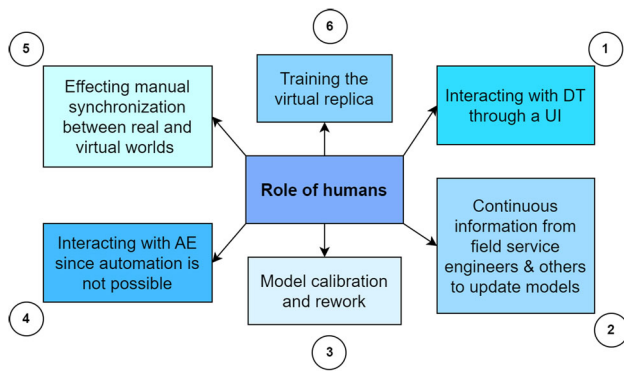 6
5
1
Effecting manual
synchronization
between real and
virtual worlds
Training the
virtual replica
Interacting with DT
through a UI
Role of humans
Interacting with AE
since automation is
not possible
Model calibration
and rework
Continuous
information from
field service
engineers & others
to update models
4
3
2